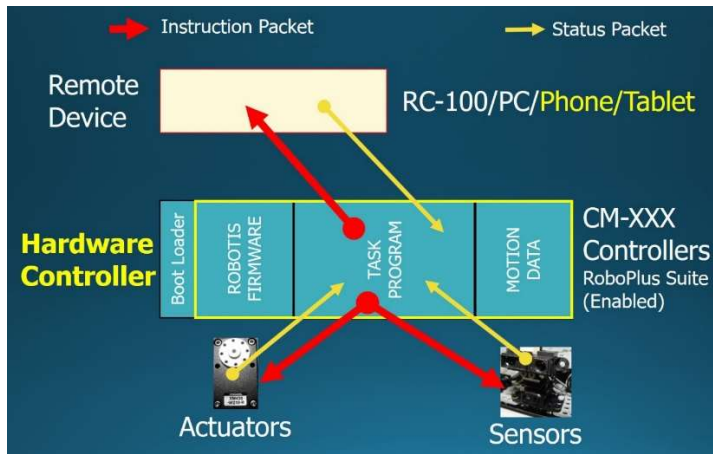 Instruction Packet
Status Packet
Remote
Device
RC-100/PC/Phone/Tablet
Hardware
Controller
Boot Loader
ROBOTIS
FIRMWARE
TASK
PROGRAM
MOTION
DATA
CM-XXX
Controllers
RoboPlus Suite
(Enabled)
Actuators
Sensors